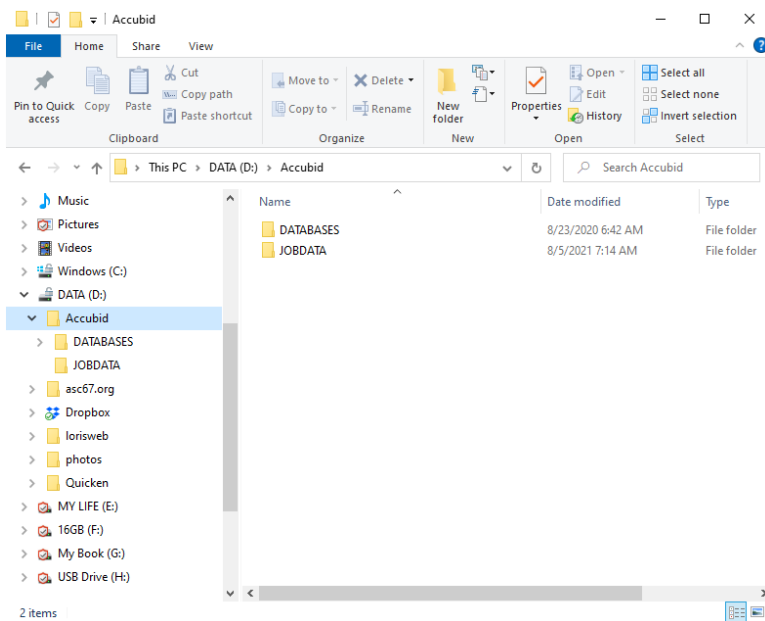 Accubid
File Home Share View
Pin to Quick access
Copy
Paste
Cut
Copy path
Paste shortcut
Clipboard
Move to
Copy to
Delete
Rename
Organize
New folder
New
Properties
Open
Edit
History
Open
Select all
Select none
Invert selection
Select
This PC > DATA (D:) > Accubid
Search Accubid
Music
Pictures
Videos
Windows (C:)
DATA (D:)
Accubid
DATABASES
JOBDATA
asc67.org
Dropbox
lorisweb
photos
Quicken
MY LIFE (E:)
16GB (F:)
My Book (G:)
USB Drive (H:)
Name Date modified Type
DATABASES 8/23/2020 6:42 AM File folder
JOBDATA 8/5/2021 7:14 AM File folder
2 items